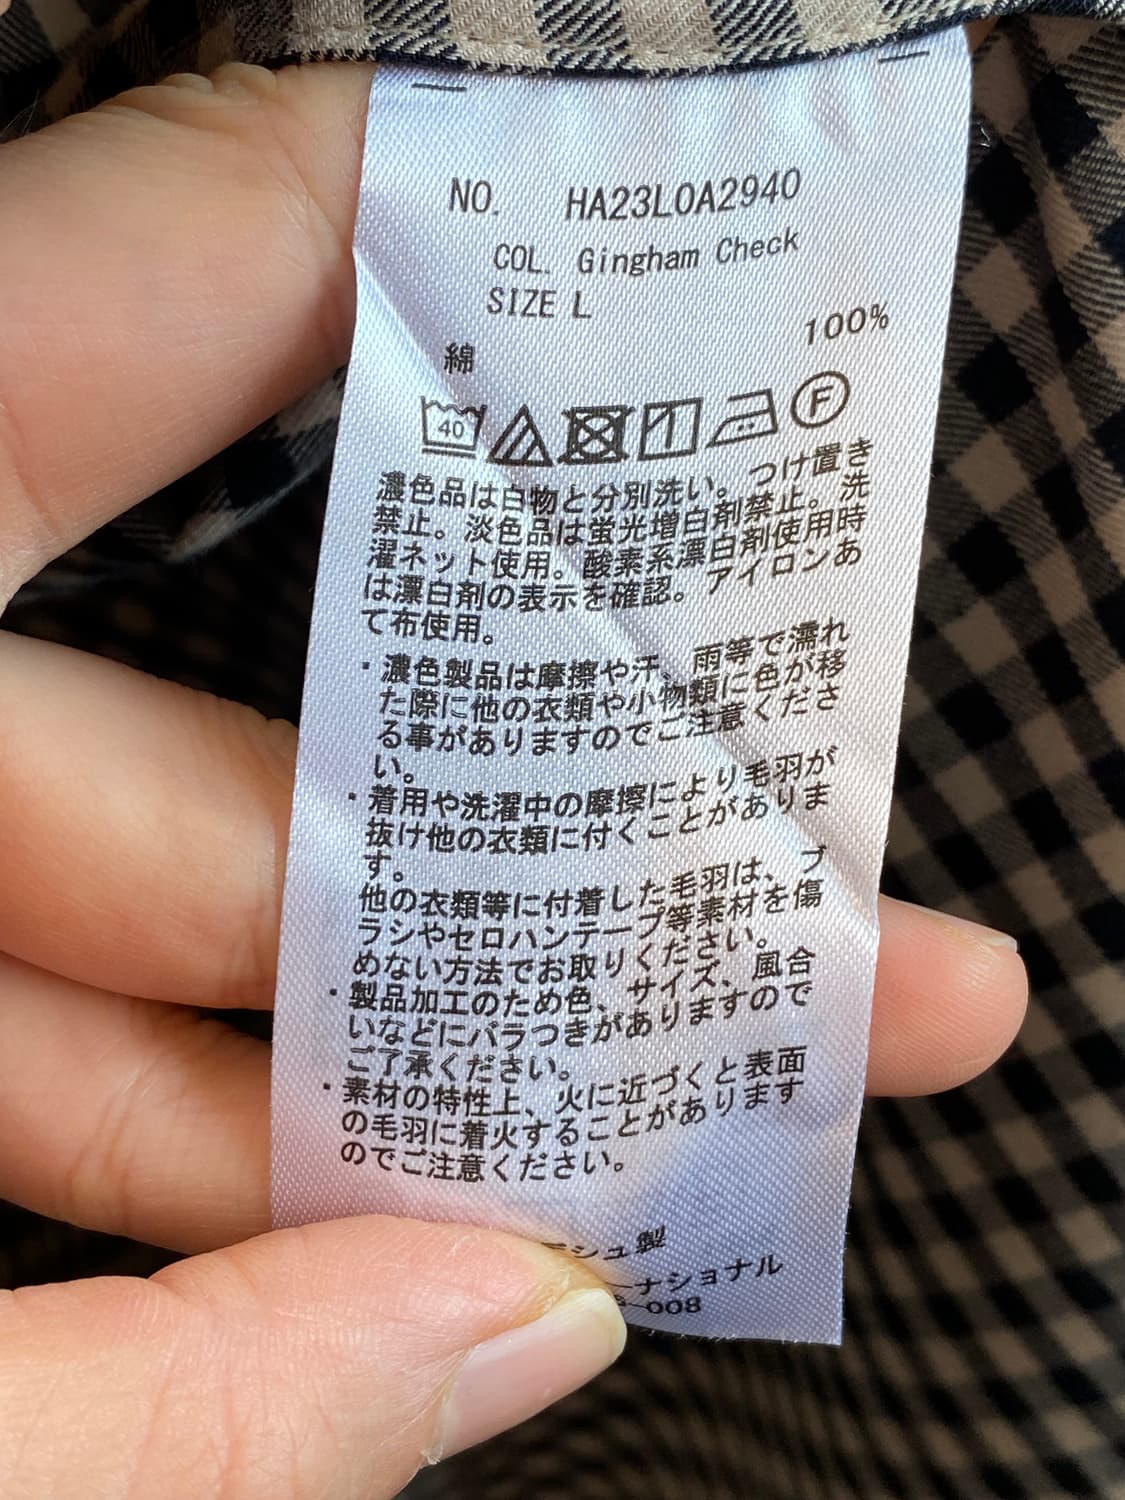 NO. HA23L0A2940
COL. Gingham Check
SIZE L
綿 100%
40 F
濃色品は白物と分別洗い。つけ置き
禁止。淡色品は蛍光増白剤禁止。洗
濯ネット使用。酸素系漂白剤使用時
は漂白剤の表示を確認。アイロンあ
て布使用。
・濃色製品は摩擦や汗、雨等で濡れ
た際に他の衣類や小物類に色が移
る事がありますのでご注意くださ
い。
・着用や洗濯中の摩擦により毛羽が
抜け他の衣類に付くことがありま
す。
他の衣類等に付着した毛羽は、ブ
ラシやセロハンテープ等素材を傷
めない方法でお取りください。
・製品加工のため色、サイズ、風合
いなどにバラつきがありますので
ご了承ください。
・素材の特性上、火に近づくと表面
の毛羽に着火することがあります
のでご注意ください。
シュ製
ーナショナル
-008